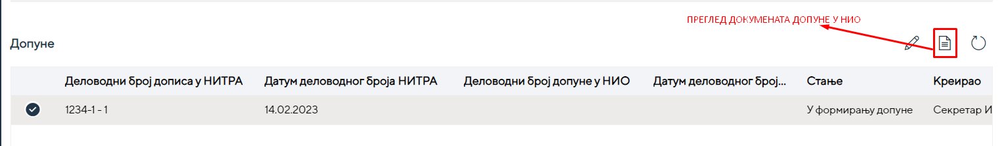 ПРЕГЛЕД ДОКУМЕНАТА ДОПУНЕ У НИО
Допуне
Деловодни број дописа у НИТРА Датум деловодног броја НИТРА Деловодни број допуне у НИО Датум деловодног број... Стање Креирао
1234-1 - 1 14.02.2023 У формирању допуне Секретар И